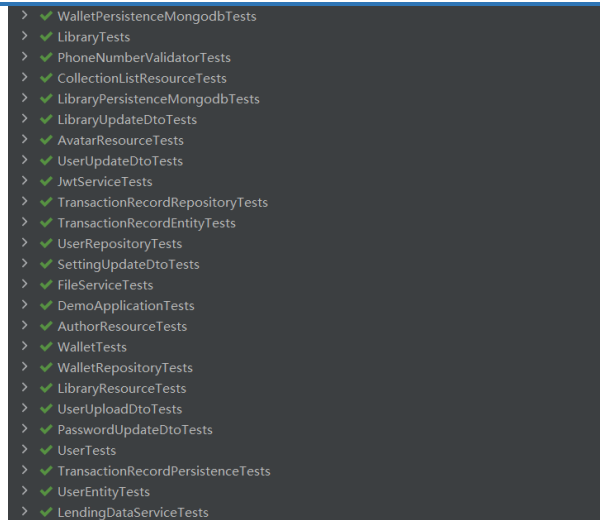 WalletPersistenceMongodbTests
LibraryTests
PhoneNumberValidatorTests
CollectionListResourceTests
LibraryPersistenceMongodbTests
LibraryUpdateDtoTests
AvatarResourceTests
UserUpdateDtoTests
JwtServiceTests
TransactionRecordRepositoryTests
TransactionRecordEntityTests
UserRepositoryTests
SettingUpdateDtoTests
FileServiceTests
DemoApplicationTests
AuthorResourceTests
WalletTests
WalletRepositoryTests
LibraryResourceTests
UserUploadDtoTests
PasswordUpdateDtoTests
UserTests
TransactionRecordPersistenceTests
UserEntityTests
LendingDataServiceTests